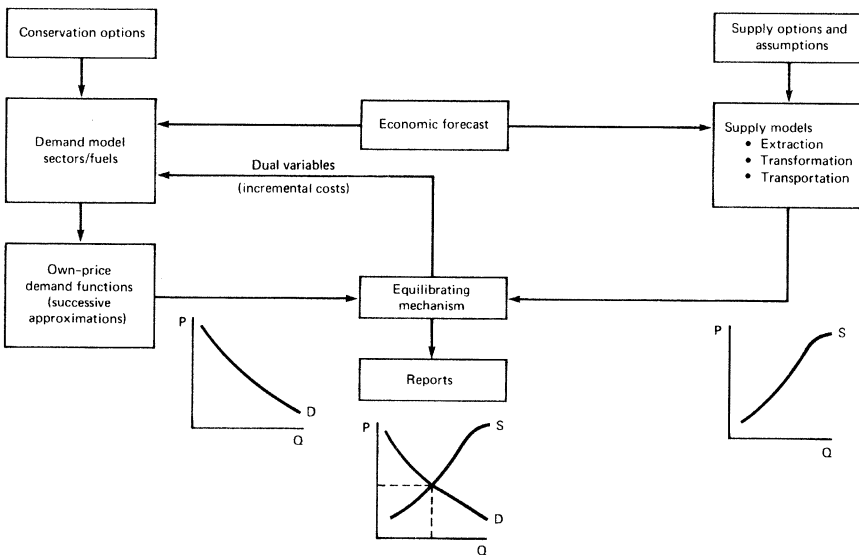 Conservation options
Supply options and
assumptions
Demand model
sectors/fuels
Economic forecast
Supply models
• Extraction
• Transformation
• Transportation
Dual variables
(incremental costs)
Own-price
demand functions
(successive
approximations)
Equilibrating
mechanism
Reports
P
D
Q
P
S
D
Q
P
S
Q